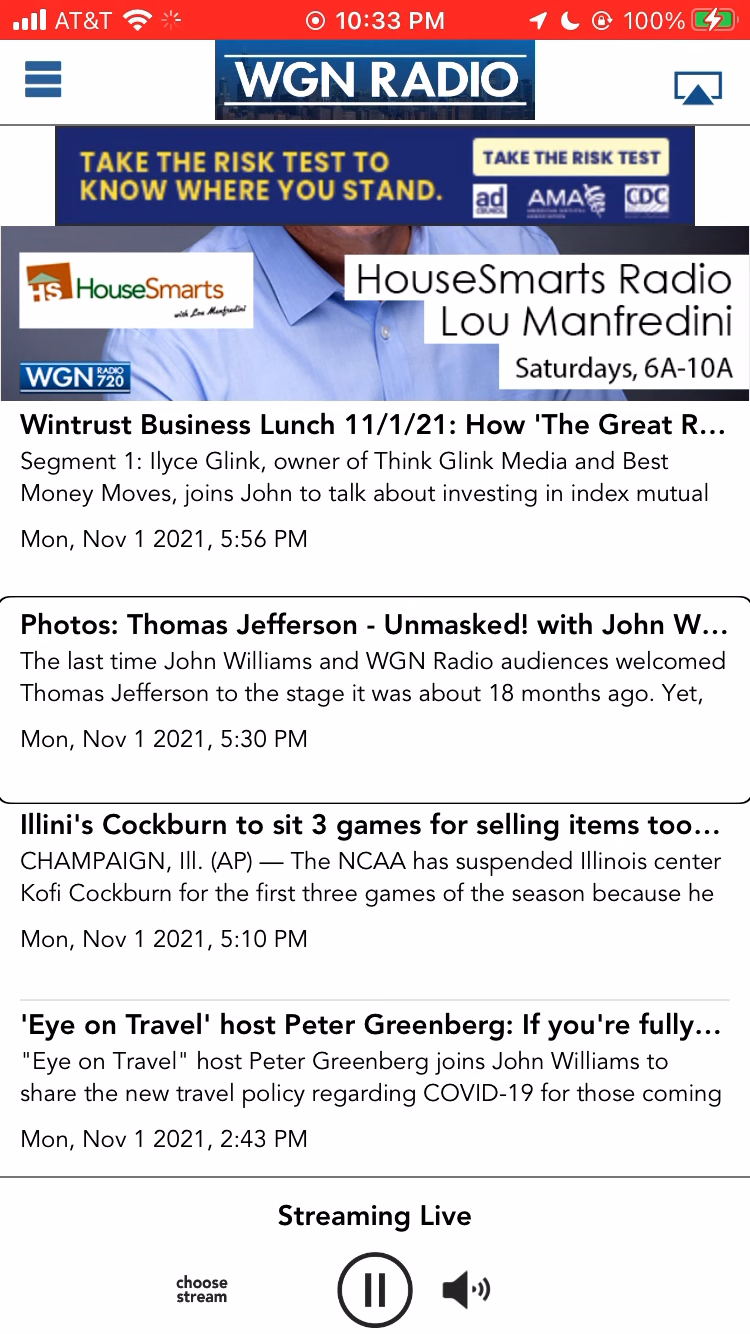 AT&T 10:33 PM 100%
WGN RADIO
TAKE THE RISK TEST TO
KNOW WHERE YOU STAND.
TAKE THE RISK TEST
ad COUNCIL AMA AMERICAN MEDICAL ASSOCIATION CDC
HS HouseSmarts
with Lou Manfredini
HouseSmarts Radio
Lou Manfredini
Saturdays, 6A-10A
WGN RADIO 720
Wintrust Business Lunch 11/1/21: How 'The Great R...
Segment 1: Ilyce Glink, owner of Think Glink Media and Best
Money Moves, joins John to talk about investing in index mutual
Mon, Nov 1 2021, 5:56 PM
Photos: Thomas Jefferson - Unmasked! with John W...
The last time John Williams and WGN Radio audiences welcomed
Thomas Jefferson to the stage it was about 18 months ago. Yet,
Mon, Nov 1 2021, 5:30 PM
Illini's Cockburn to sit 3 games for selling items too...
CHAMPAIGN, Ill. (AP) — The NCAA has suspended Illinois center
Kofi Cockburn for the first three games of the season because he
Mon, Nov 1 2021, 5:10 PM
'Eye on Travel' host Peter Greenberg: If you're fully...
"Eye on Travel" host Peter Greenberg joins John Williams to
share the new travel policy regarding COVID-19 for those coming
Mon, Nov 1 2021, 2:43 PM
Streaming Live
choose
stream